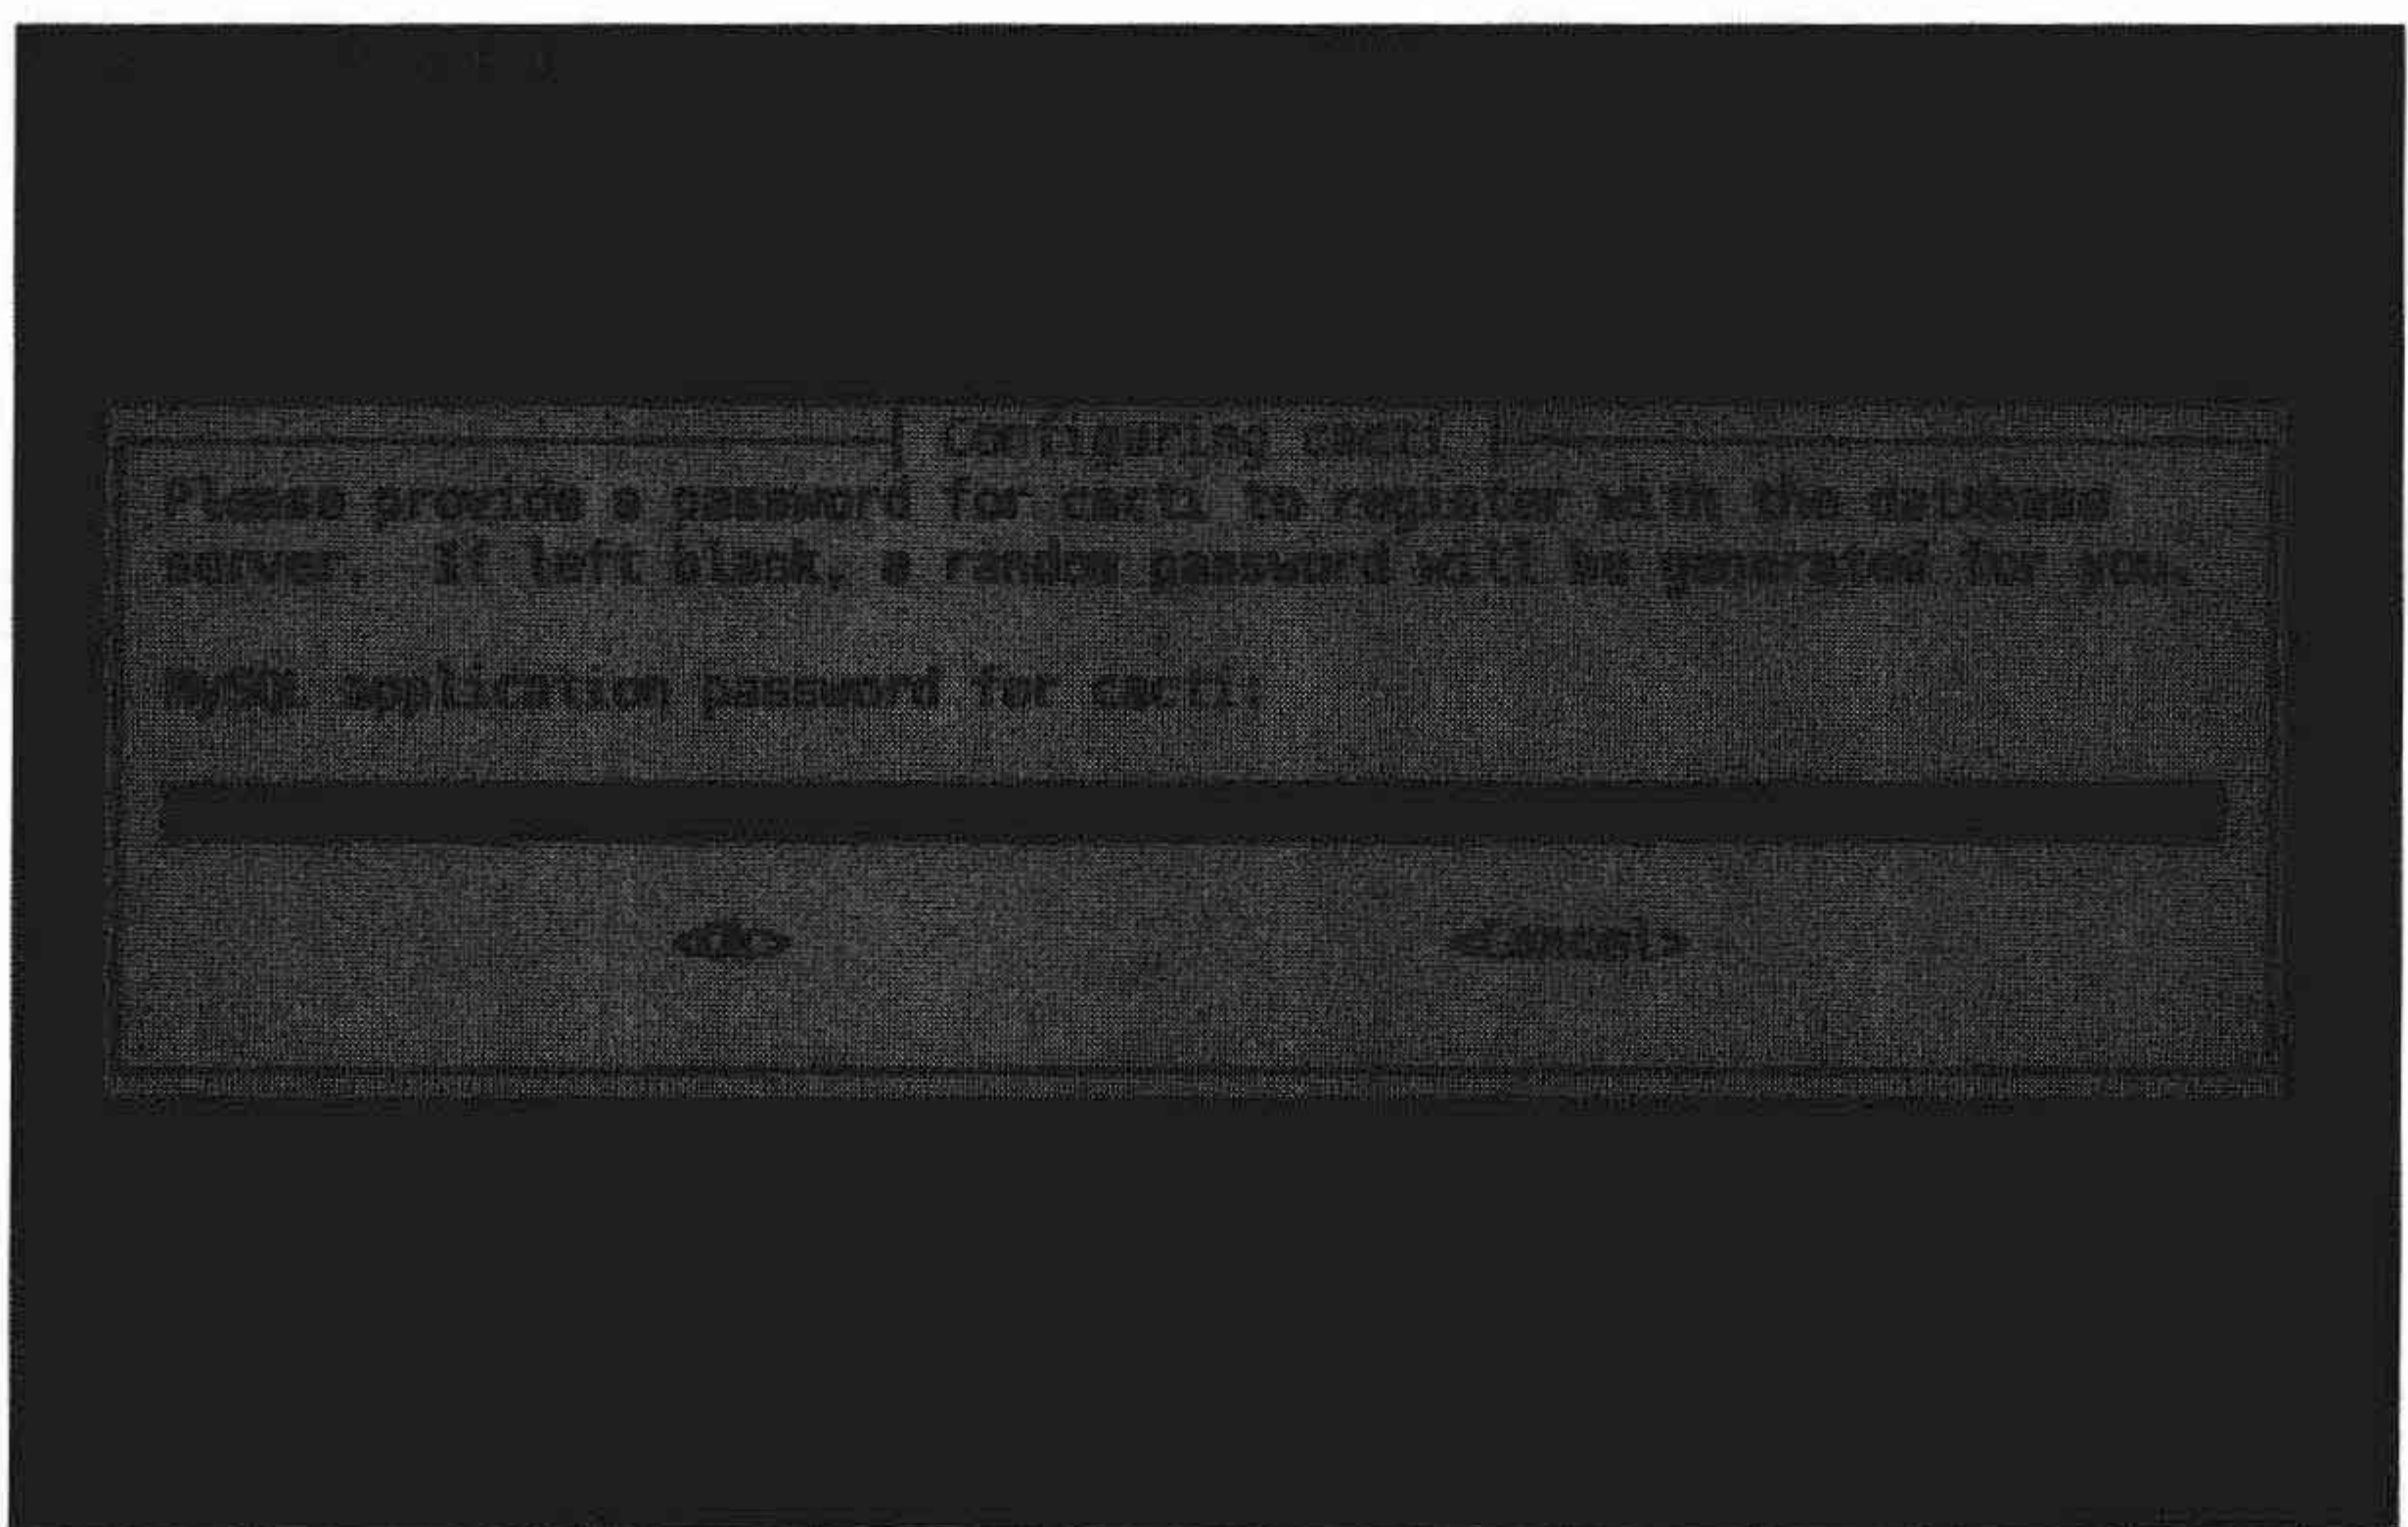 Configuring cacti
Please provide a password for cacti to register with the database
server. If left blank, a random password will be generated for you.
MySQL application password for cacti:
<Ok> <Cancel>